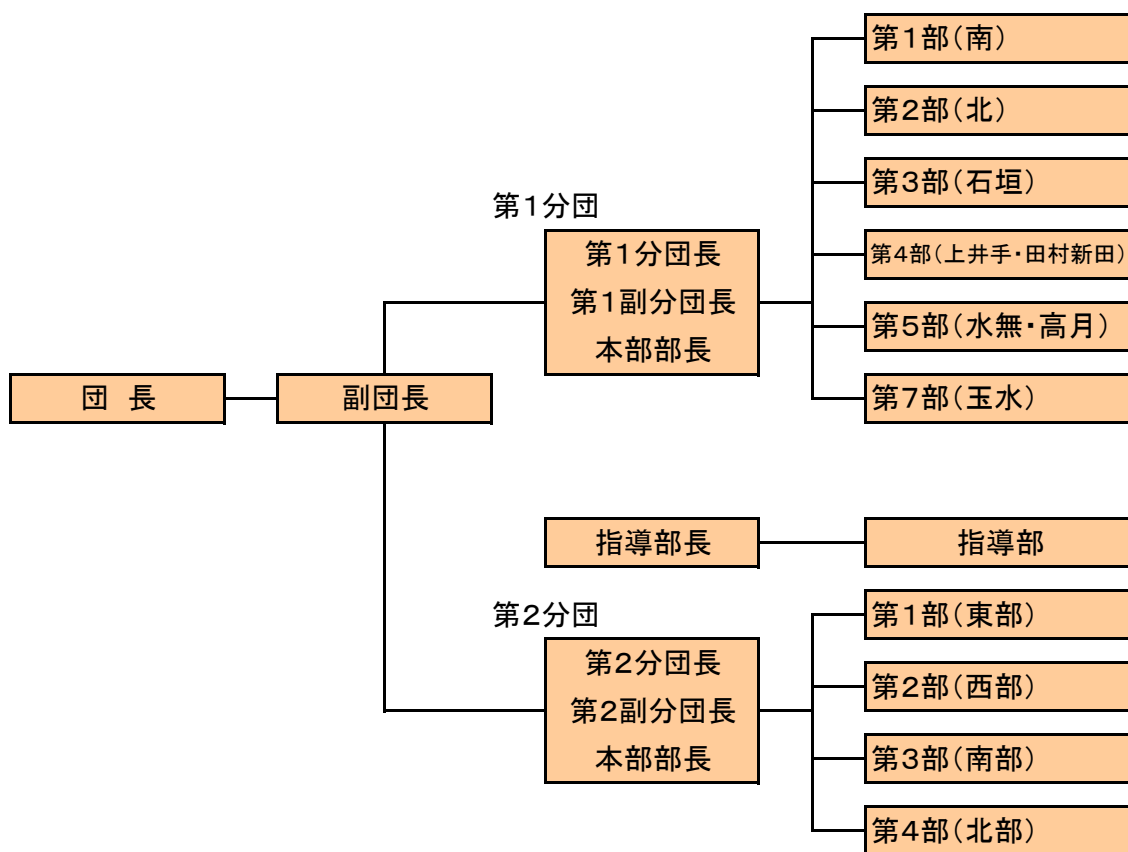 団 長
副団長
第１分団
第１分団長
第１副分団長
本部部長
第１部（南）
第２部（北）
第３部（石垣）
第４部（上井手・田村新田）
第５部（水無・高月）
第７部（玉水）
指導部長
指導部
第２分団
第２分団長
第２副分団長
本部部長
第１部（東部）
第２部（西部）
第３部（南部）
第４部（北部）